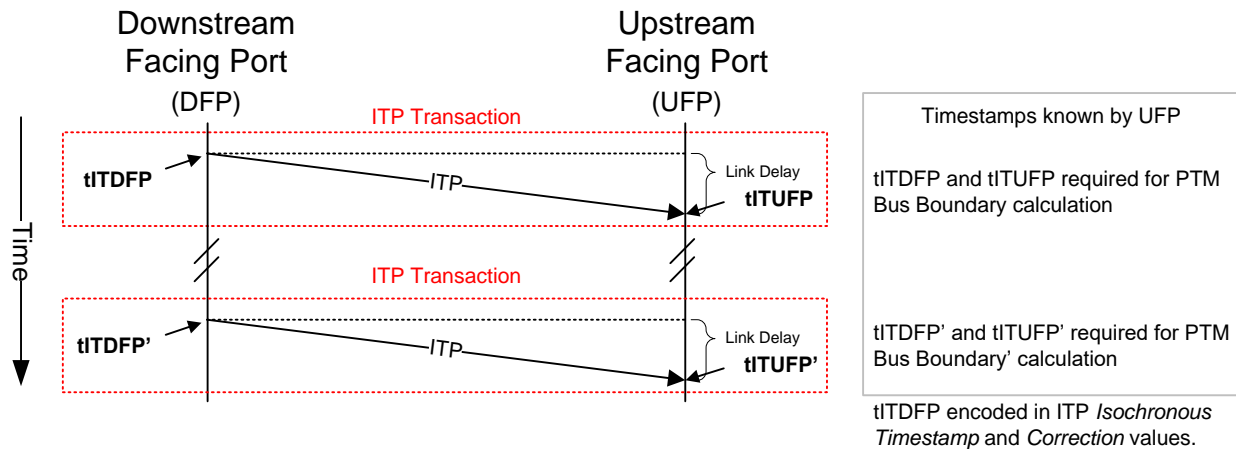 Downstream
Facing Port
(DFP)
Upstream
Facing Port
(UFP)
Time
ITP Transaction
tITDFP
ITP
Link Delay
tITUFP
ITP Transaction
tITDFP’
ITP
Link Delay
tITUFP’
Timestamps known by UFP
tITDFP and tITUFP required for PTM
Bus Boundary calculation
tITDFP’ and tITUFP’ required for PTM
Bus Boundary’ calculation
tITDFP encoded in ITP Isochronous
Timestamp and Correction values.